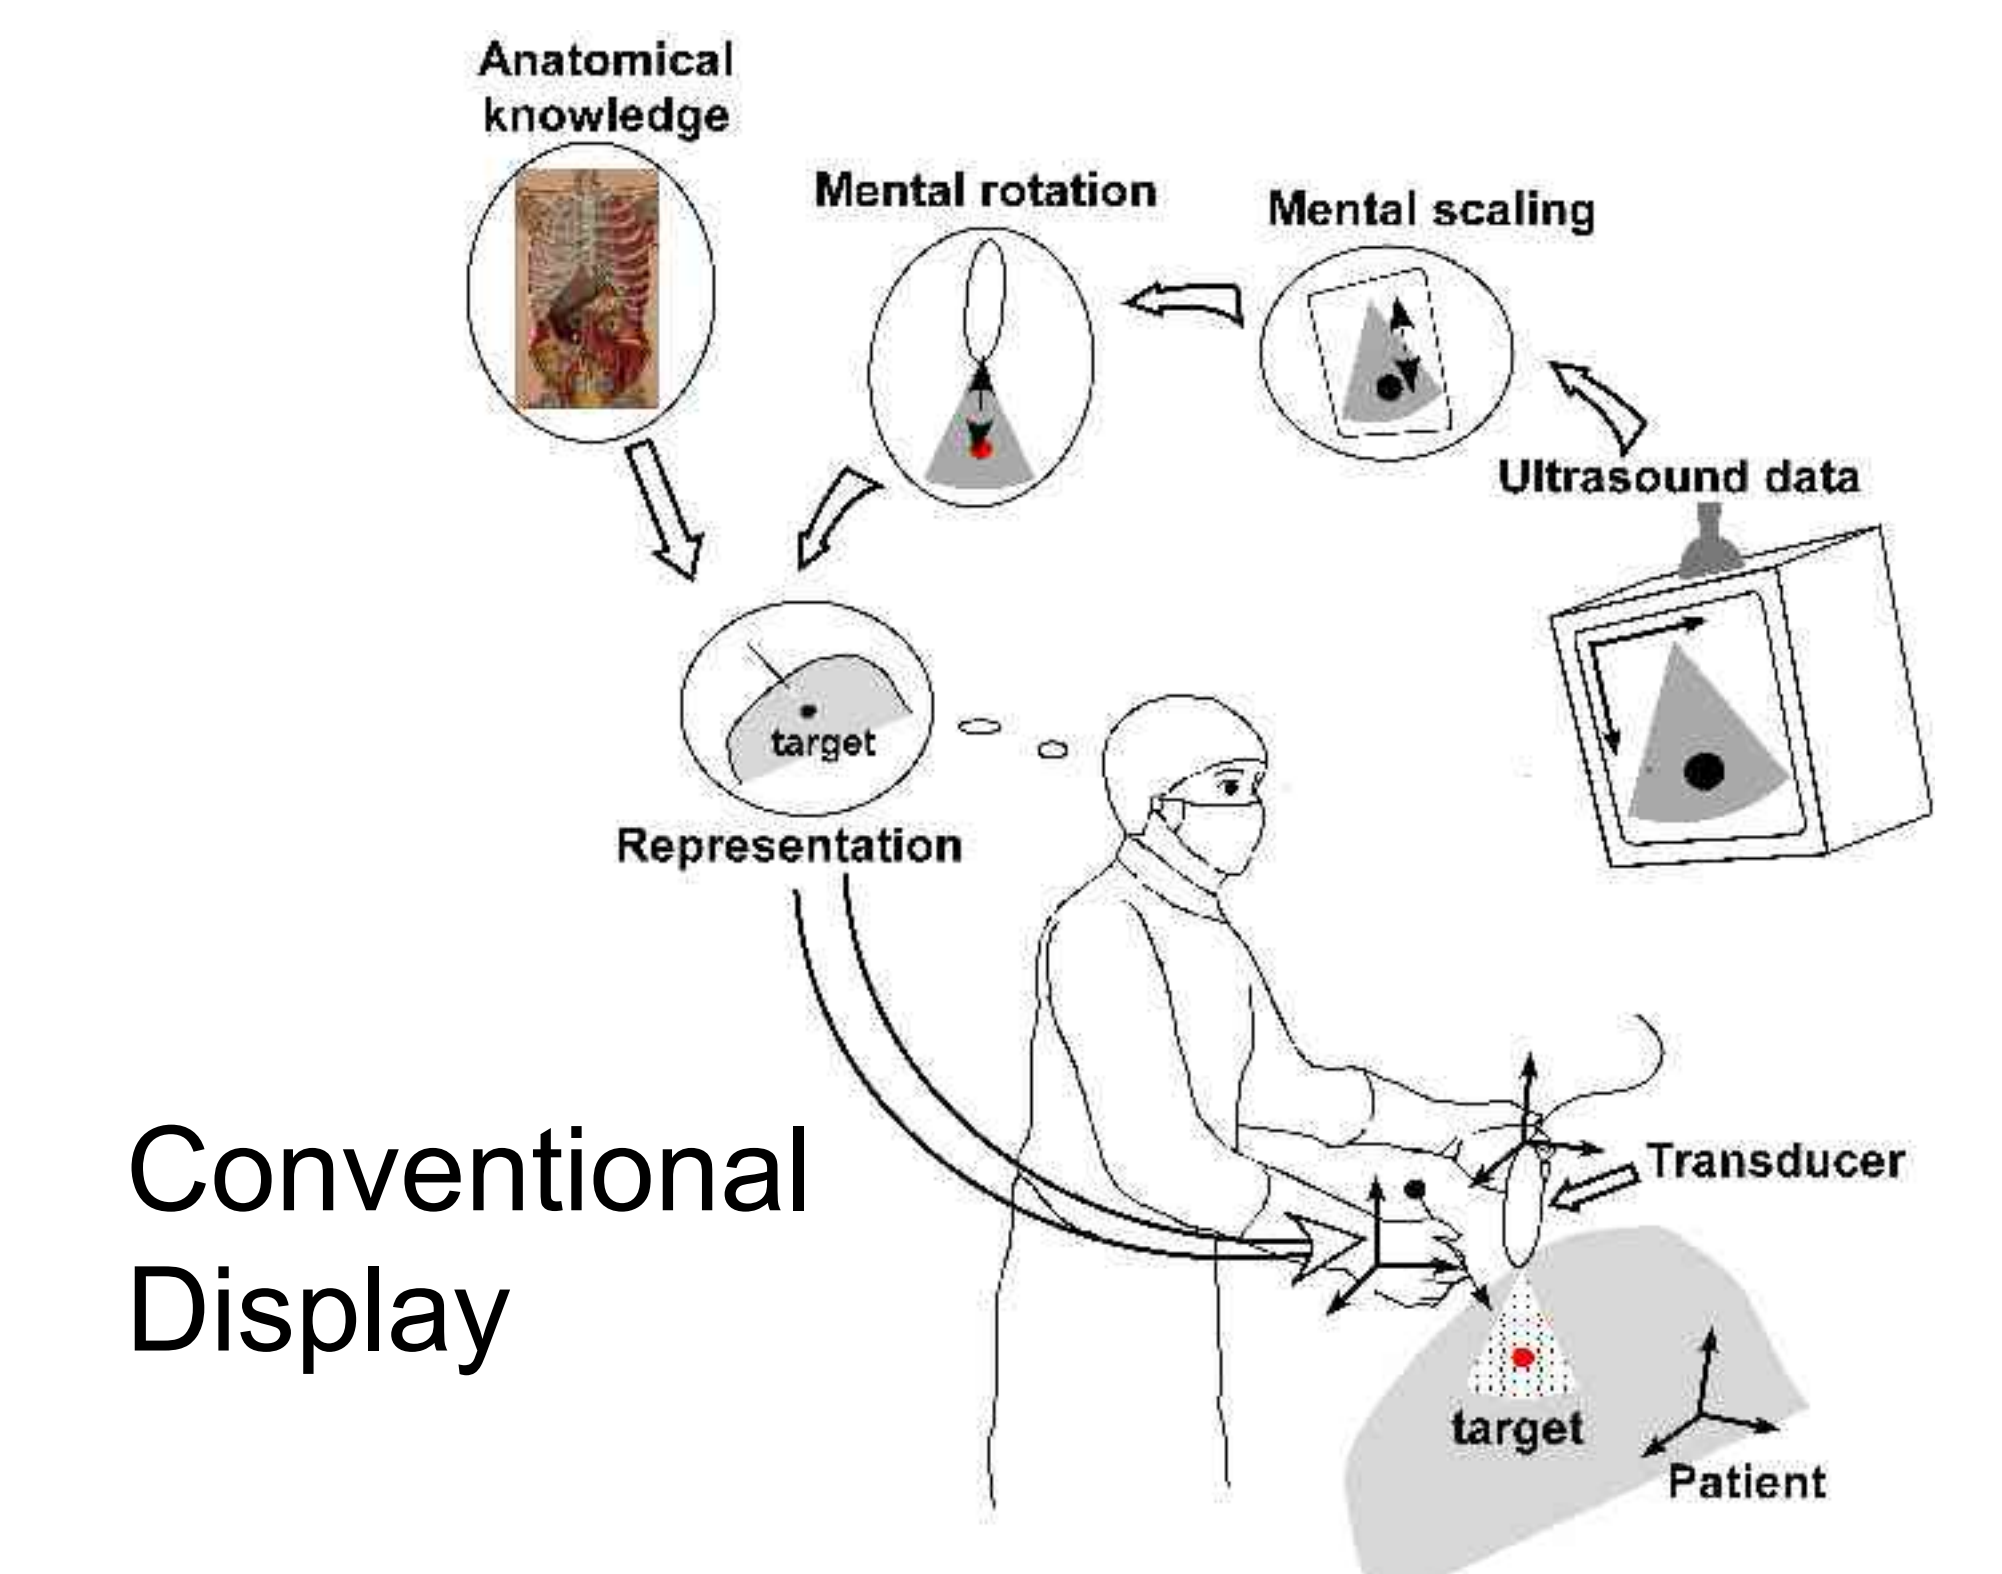 Anatomical
knowledge
Mental rotation
Mental scaling
Ultrasound data
target
Representation
Conventional
Display
Transducer
target
Patient